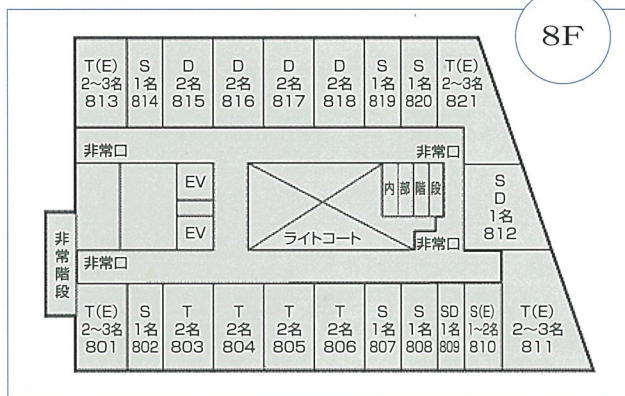 8F
T(E)
2〜3名
813
S
1名
814
D
2名
815
D
2名
816
D
2名
817
D
2名
818
S
1名
819
S
1名
820
T(E)
2〜3名
821
非常口
非常口
EV
EV
内部階段
ライトコート
S
D
1名
812
非常階段
非常口
非常口
T(E)
2〜3名
801
S
1名
802
T
2名
803
T
2名
804
T
2名
805
T
2名
806
S
1名
807
S
1名
808
SD
1名
809
S(E)
1〜2名
810
T(E)
2〜3名
811